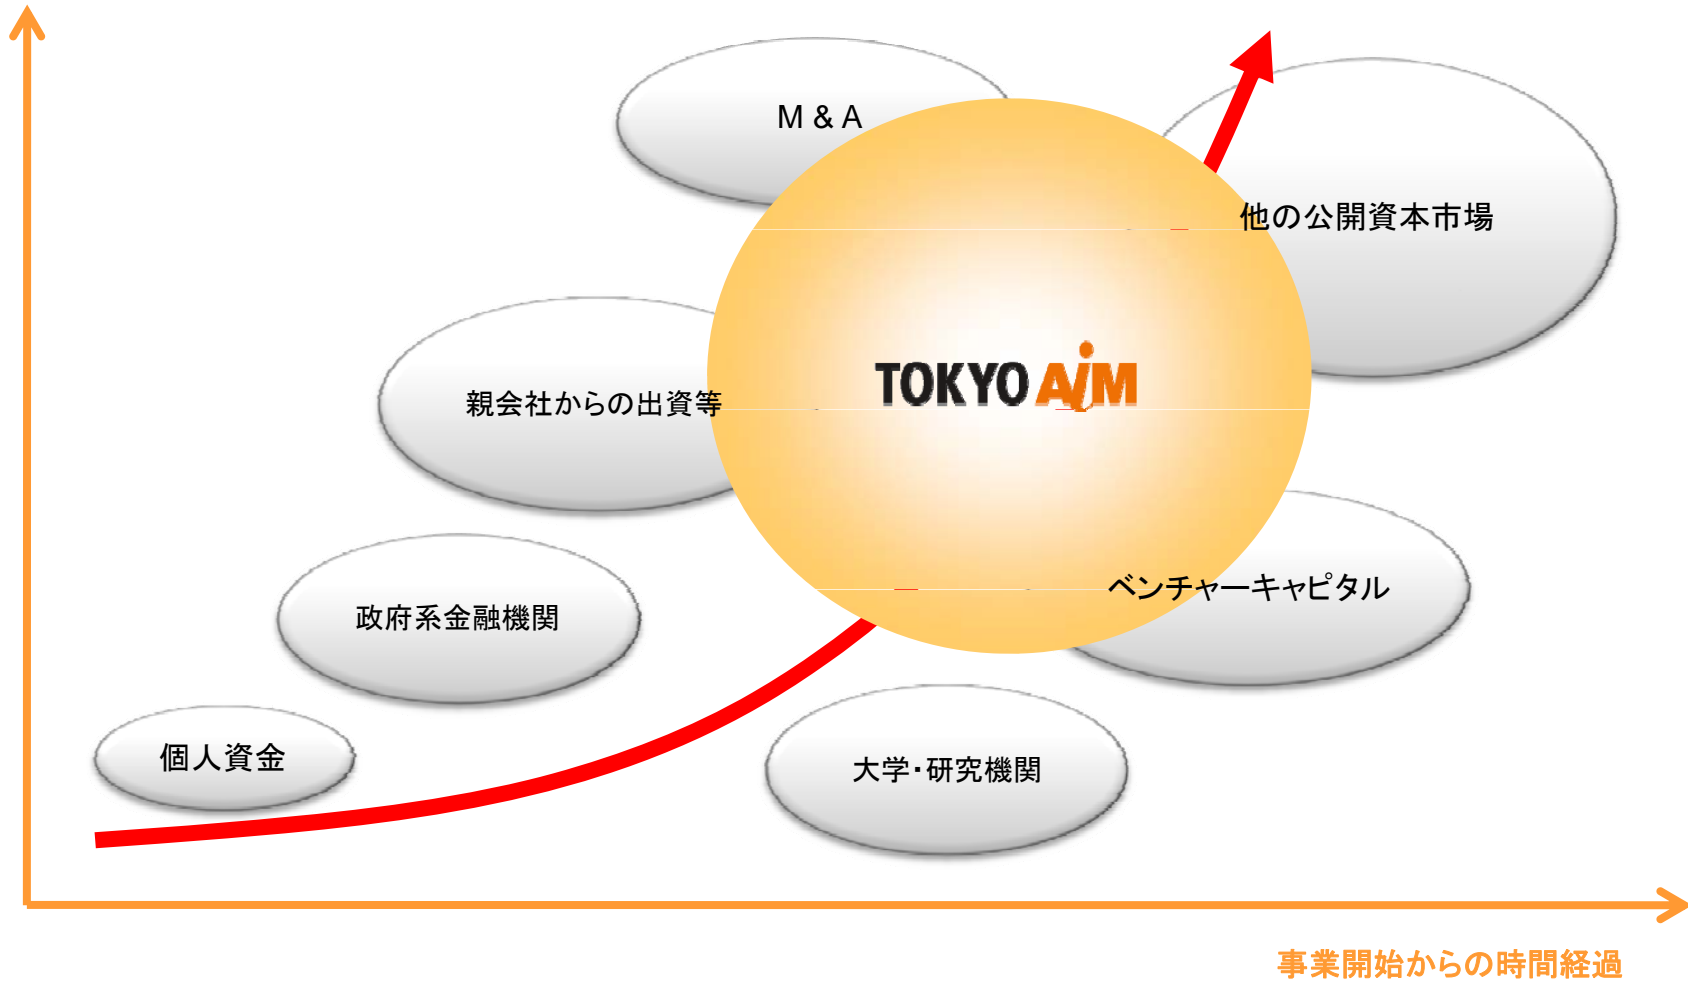 M & A
他の公開資本市場
TOKYO AiM
親会社からの出資等
ベンチャーキャピタル
政府系金融機関
個人資金
大学・研究機関
事業開始からの時間経過